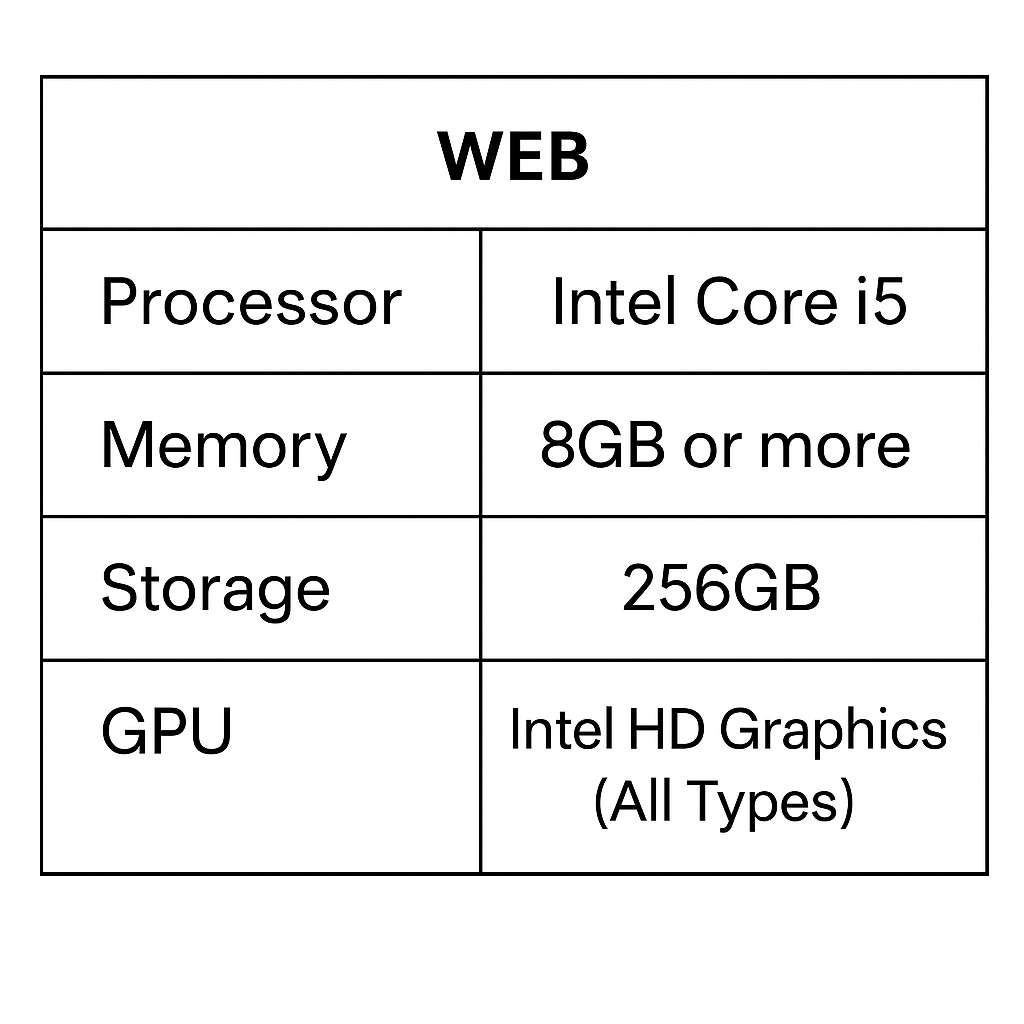 WEB
Processor
Intel Core i5
Memory
8GB or more
Storage
256GB
GPU
Intel HD Graphics
(All Types)